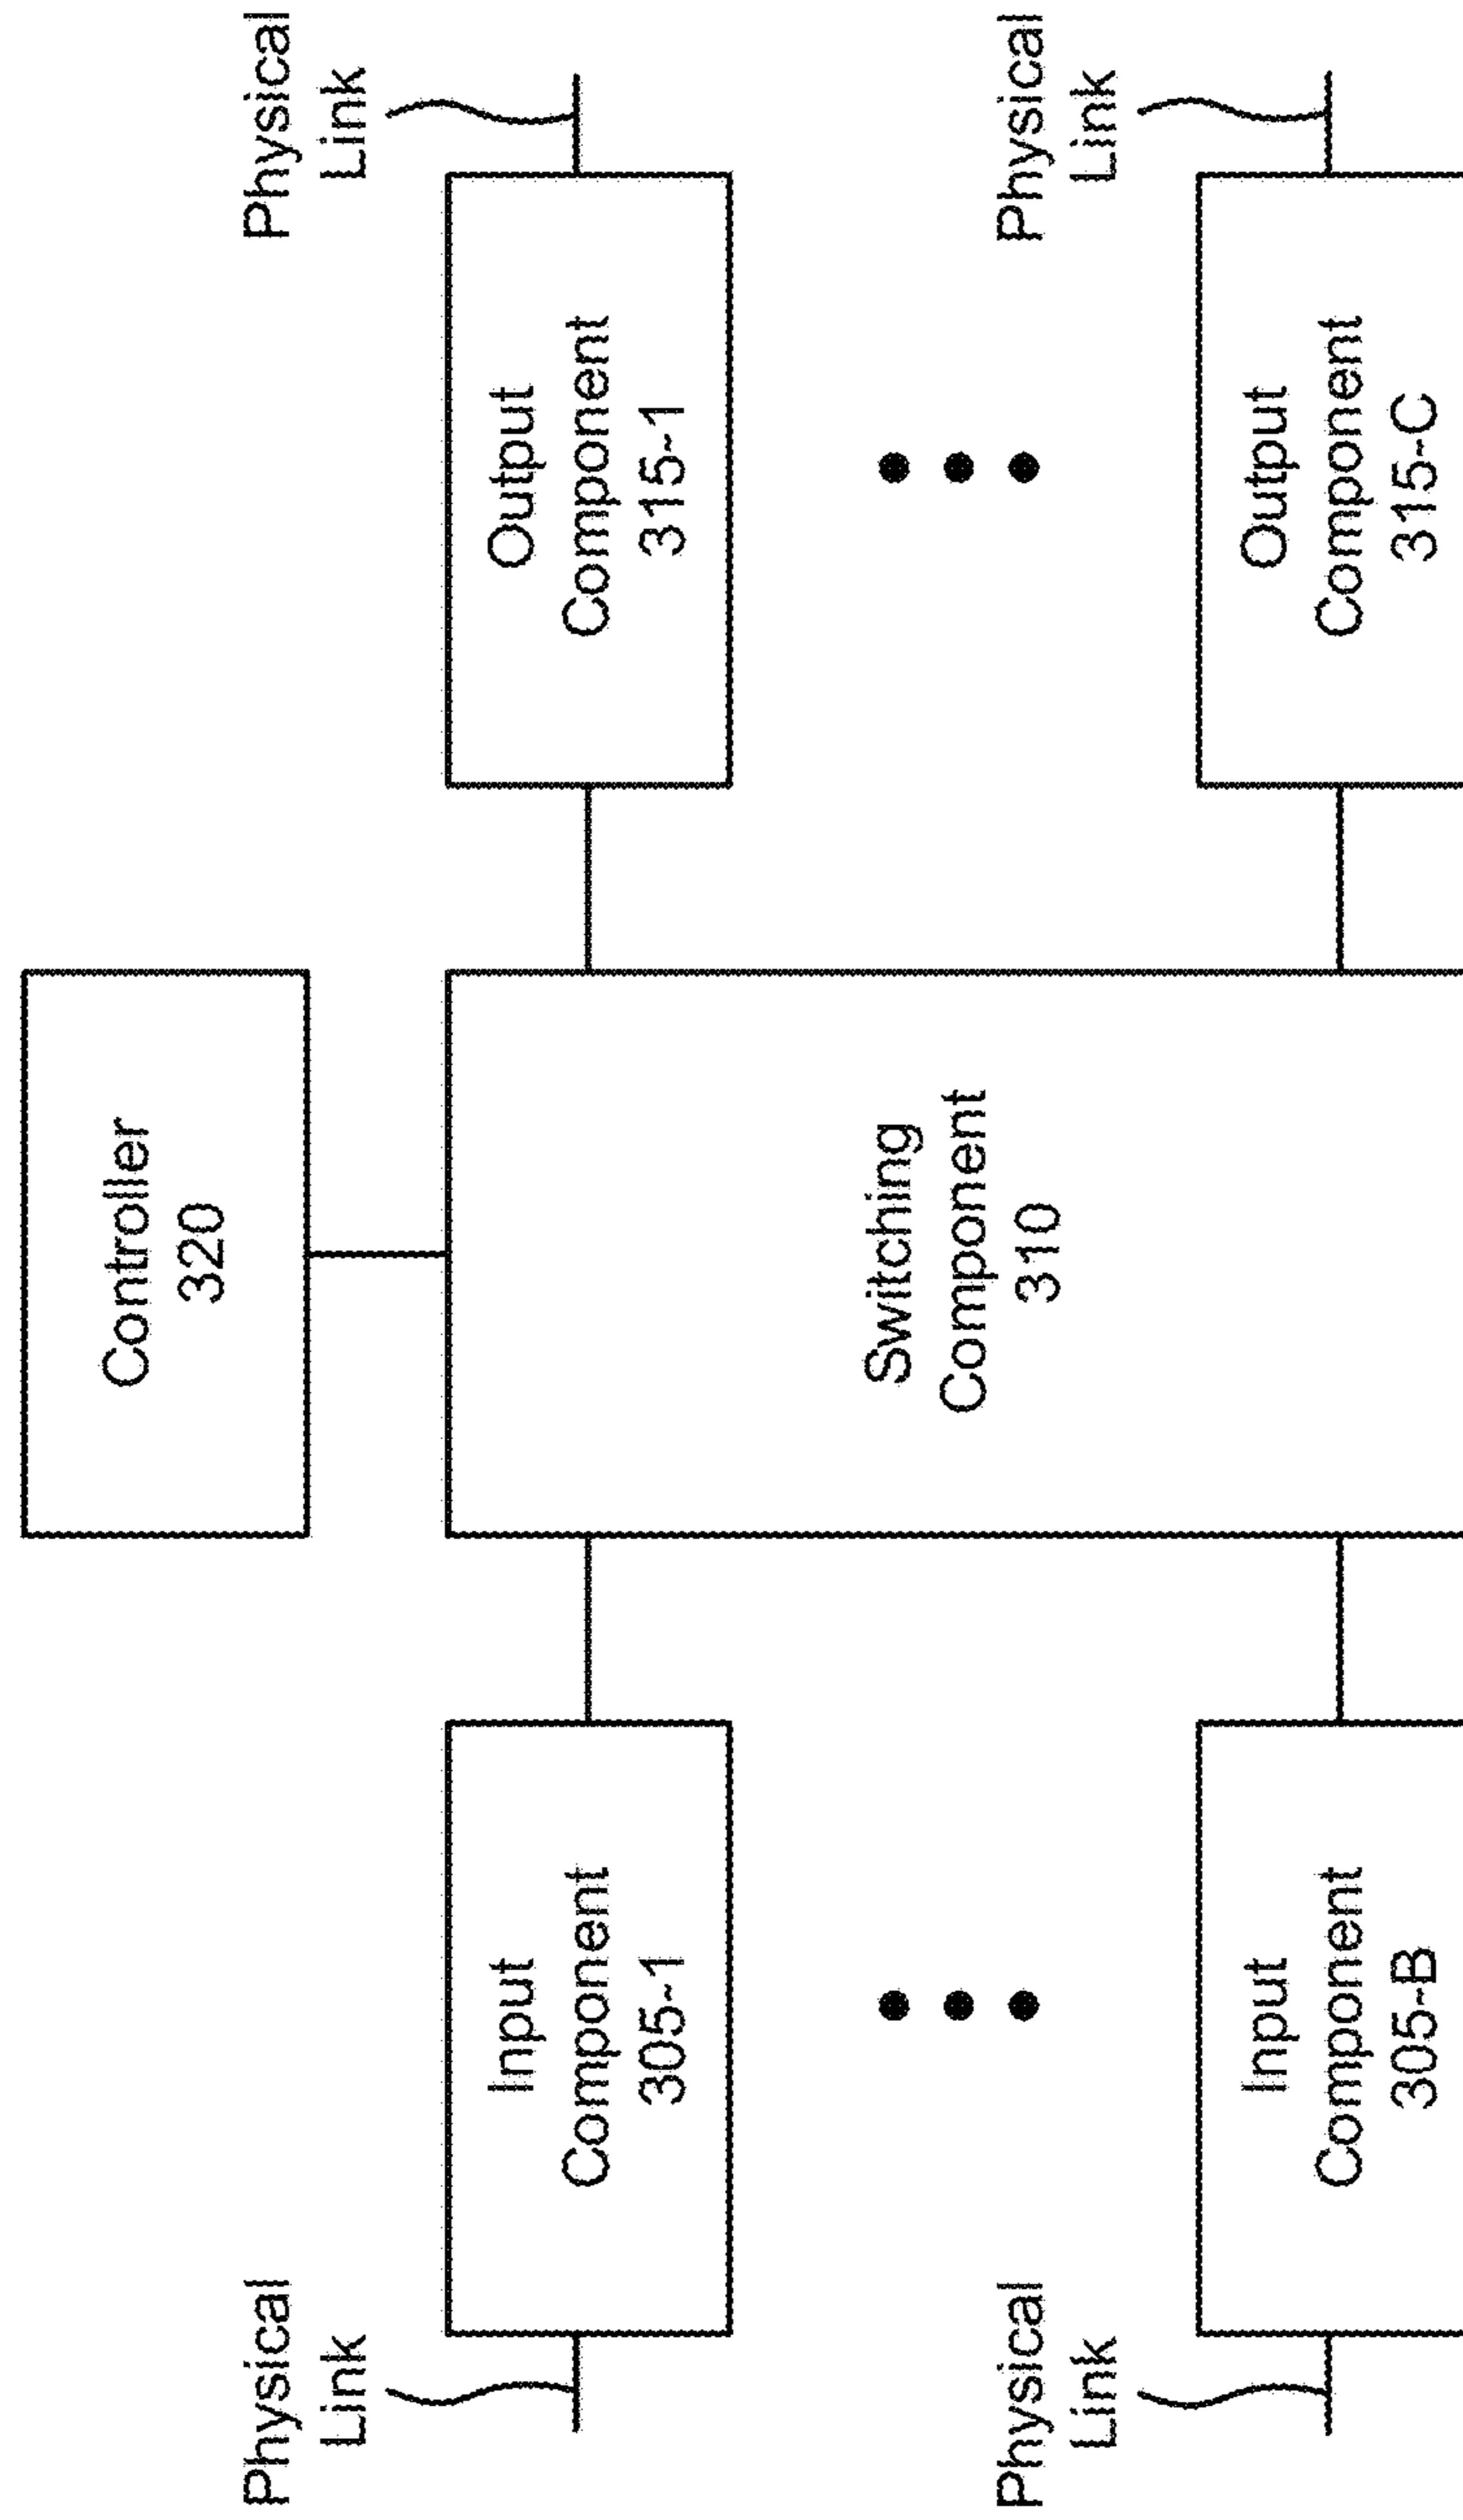 Controller
320
Physical
Link
Input
Component
305-1
Switching
Component
310
Output
Component
315-1
Physical
Link
Physical
Link
Input
Component
305-B
Output
Component
315-C
Physical
Link